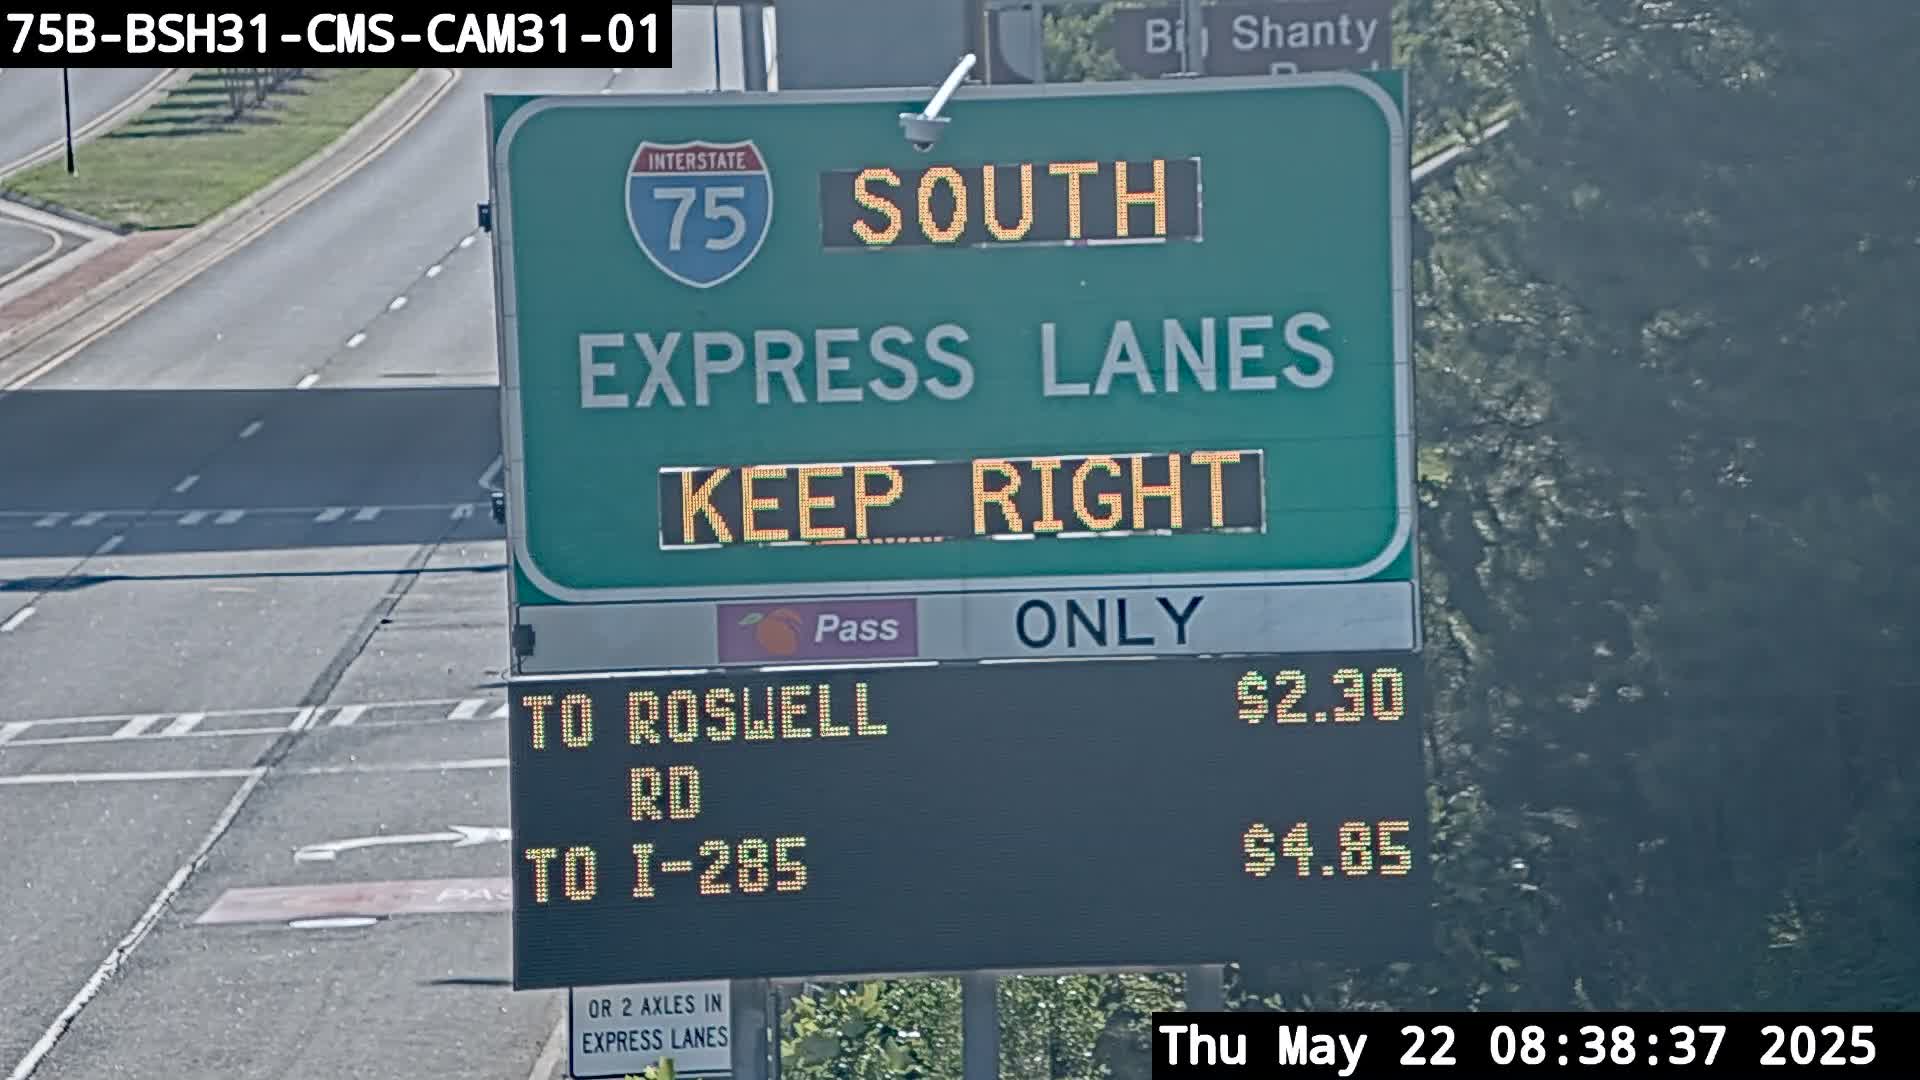 75B-BSH31-CMS-CAM31-01
Big Shanty
INTERSTATE
75
SOUTH
EXPRESS LANES
KEEP RIGHT
Pass ONLY
TO ROSWELL $2.30
RD
TO I-285 $4.85
OR 2 AXLES IN
EXPRESS LANES
Thu May 22 08:38:37 2025